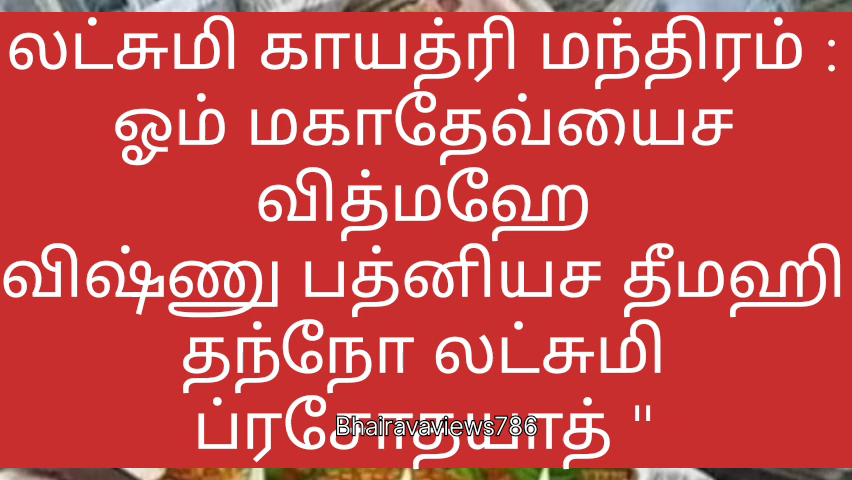 லட்சுமி காயத்ரி மந்திரம் :
ஓம் மகாதேவ்யைச
வித்மஹே
விஷ்ணு பத்னியச தீமஹி
தந்நோ லட்சுமி
ப்ரசோதயாத் "
Bhairavaviews786